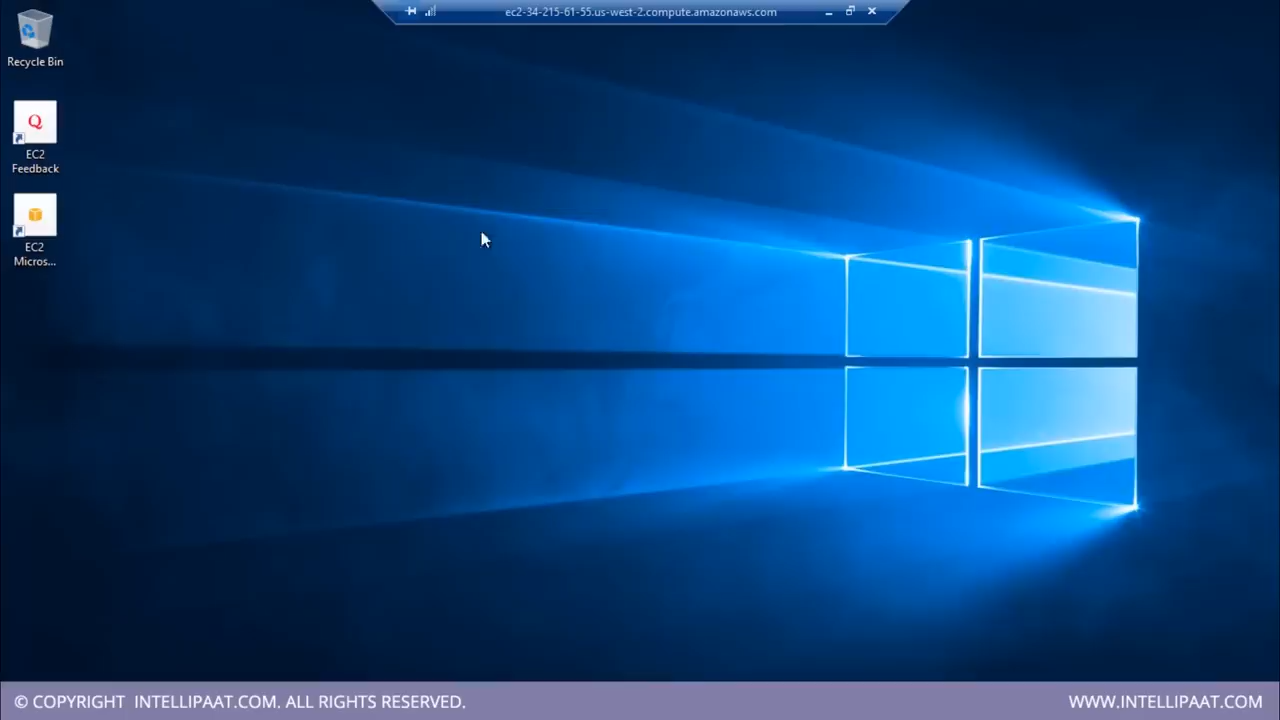 ec2-34-215-61-55.us-west-2.compute.amazonaws.com
Recycle Bin
Q
EC2
Feedback
EC2
Micros...
© COPYRIGHT INTELLIPAAT.COM. ALL RIGHTS RESERVED.
WWW.INTELLIPAAT.COM